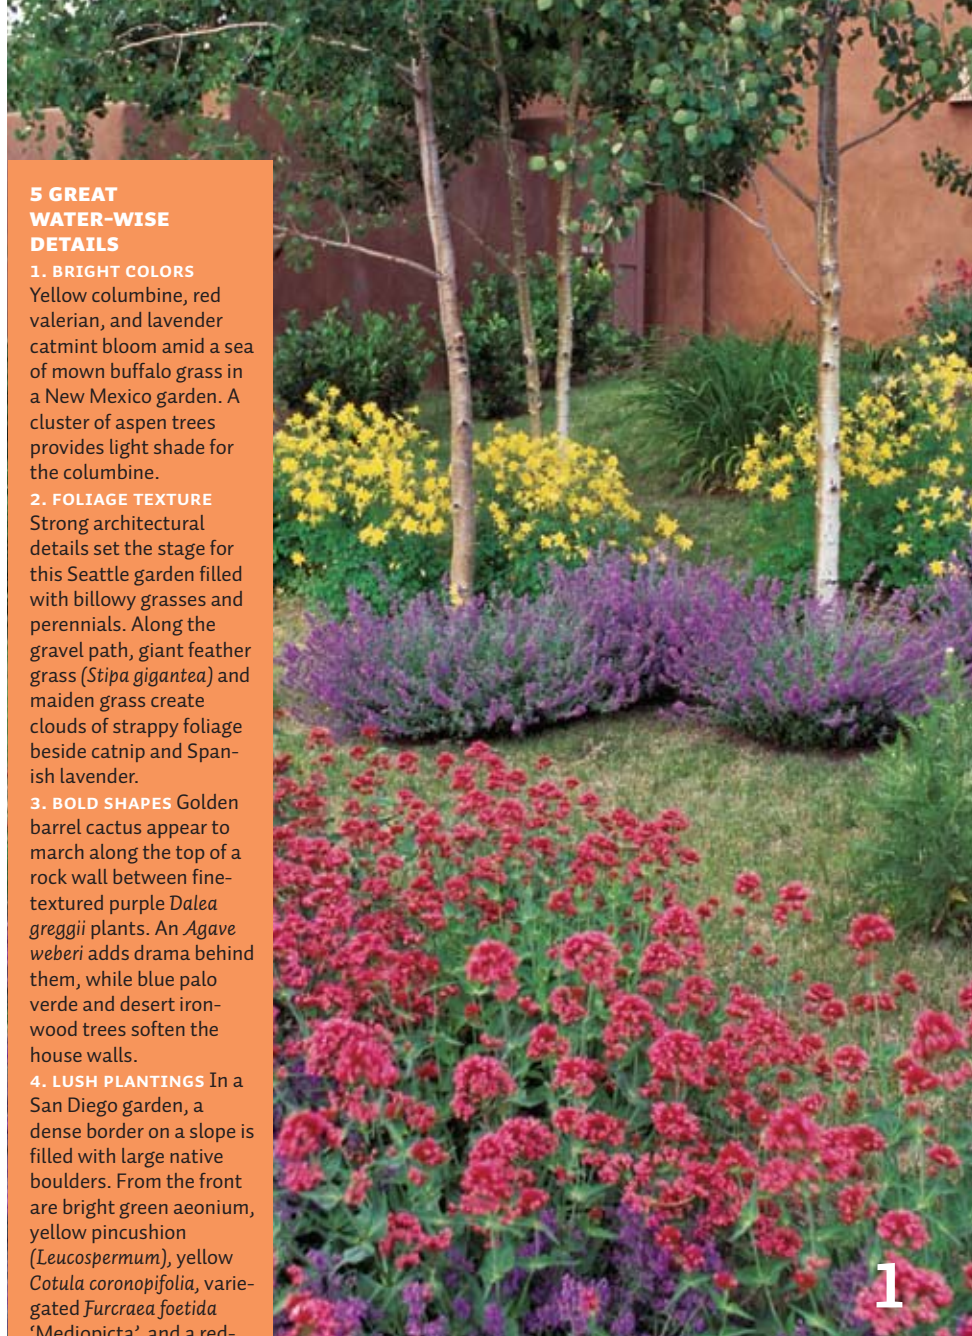 5 GREAT
WATER-WISE
DETAILS
1. BRIGHT COLORS
Yellow columbine, red
valerian, and lavender
catmint bloom amid a sea
of mown buffalo grass in
a New Mexico garden. A
cluster of aspen trees
provides light shade for
the columbine.
2. FOLIAGE TEXTURE
Strong architectural
details set the stage for
this Seattle garden filled
with billowy grasses and
perennials. Along the
gravel path, giant feather
grass (Stipa gigantea) and
maiden grass create
clouds of strappy foliage
beside catnip and Span-
ish lavender.
3. BOLD SHAPES Golden
barrel cactus appear to
march along the top of a
rock wall between fine-
textured purple Dalea
greggii plants. An Agave
weberi adds drama behind
them, while blue palo
verde and desert iron-
wood trees soften the
house walls.
4. LUSH PLANTINGS In a
San Diego garden, a
dense border on a slope is
filled with large native
boulders. From the front
are bright green aeonium,
yellow pincushion
(Leucospermum), yellow
Cotula coronopifolia, varie-
gated Furcraea foetida
‘Mediopicta’, and a red-
1